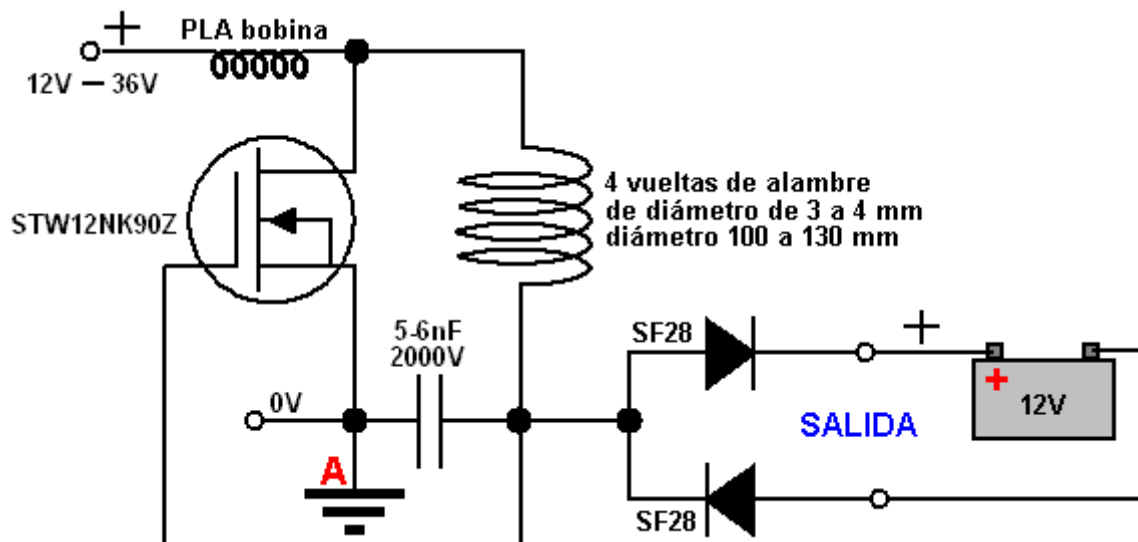 PLA bobina
+
12V – 36V
STW12NK90Z
4 vueltas de alambre
de diámetro de 3 a 4 mm
diámetro 100 a 130 mm
5-6nF
2000V
SF28
+
+
12V
0V
SALIDA
A
SF28